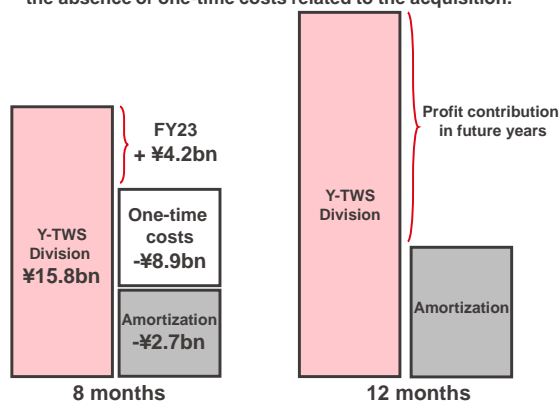 the absence of one-time costs related to the acquisition.
FY23
+ ¥4.2bn
Y-TWS
Division
¥15.8bn
One-time
costs
-¥8.9bn
Amortization
-¥2.7bn
8 months
Profit contribution
in future years
Y-TWS
Division
Amortization
12 months